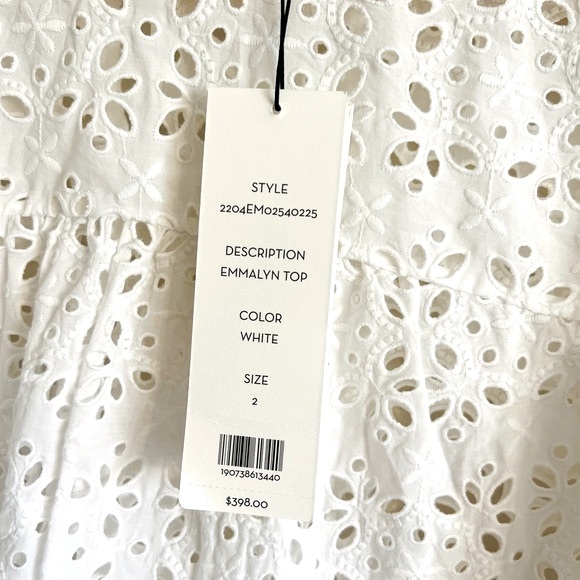 STYLE
2204EM02540225
DESCRIPTION
EMMALYN TOP
COLOR
WHITE
SIZE
2
190738613440
$398.00